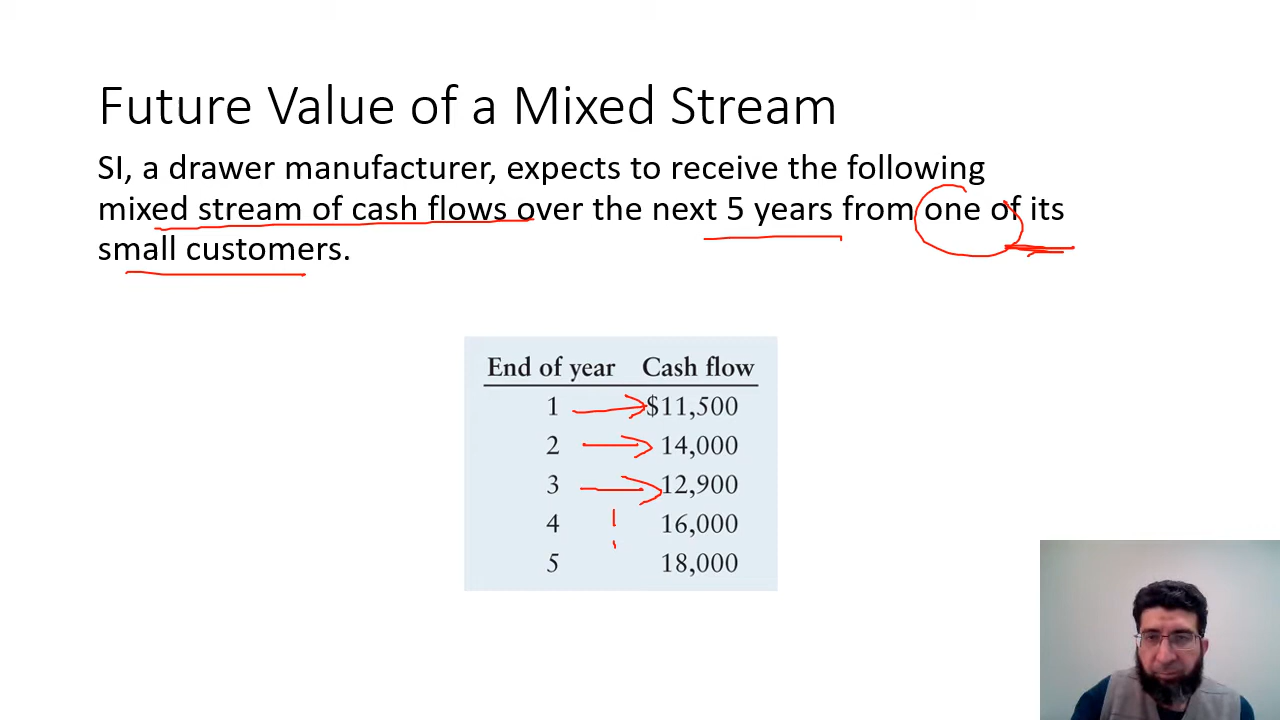 Future Value of a Mixed Stream
SI, a drawer manufacturer, expects to receive the following
mixed stream of cash flows over the next 5 years from one of its
small customers.
End of year Cash flow
1 $11,500
2 14,000
3 12,900
4 16,000
5 18,000